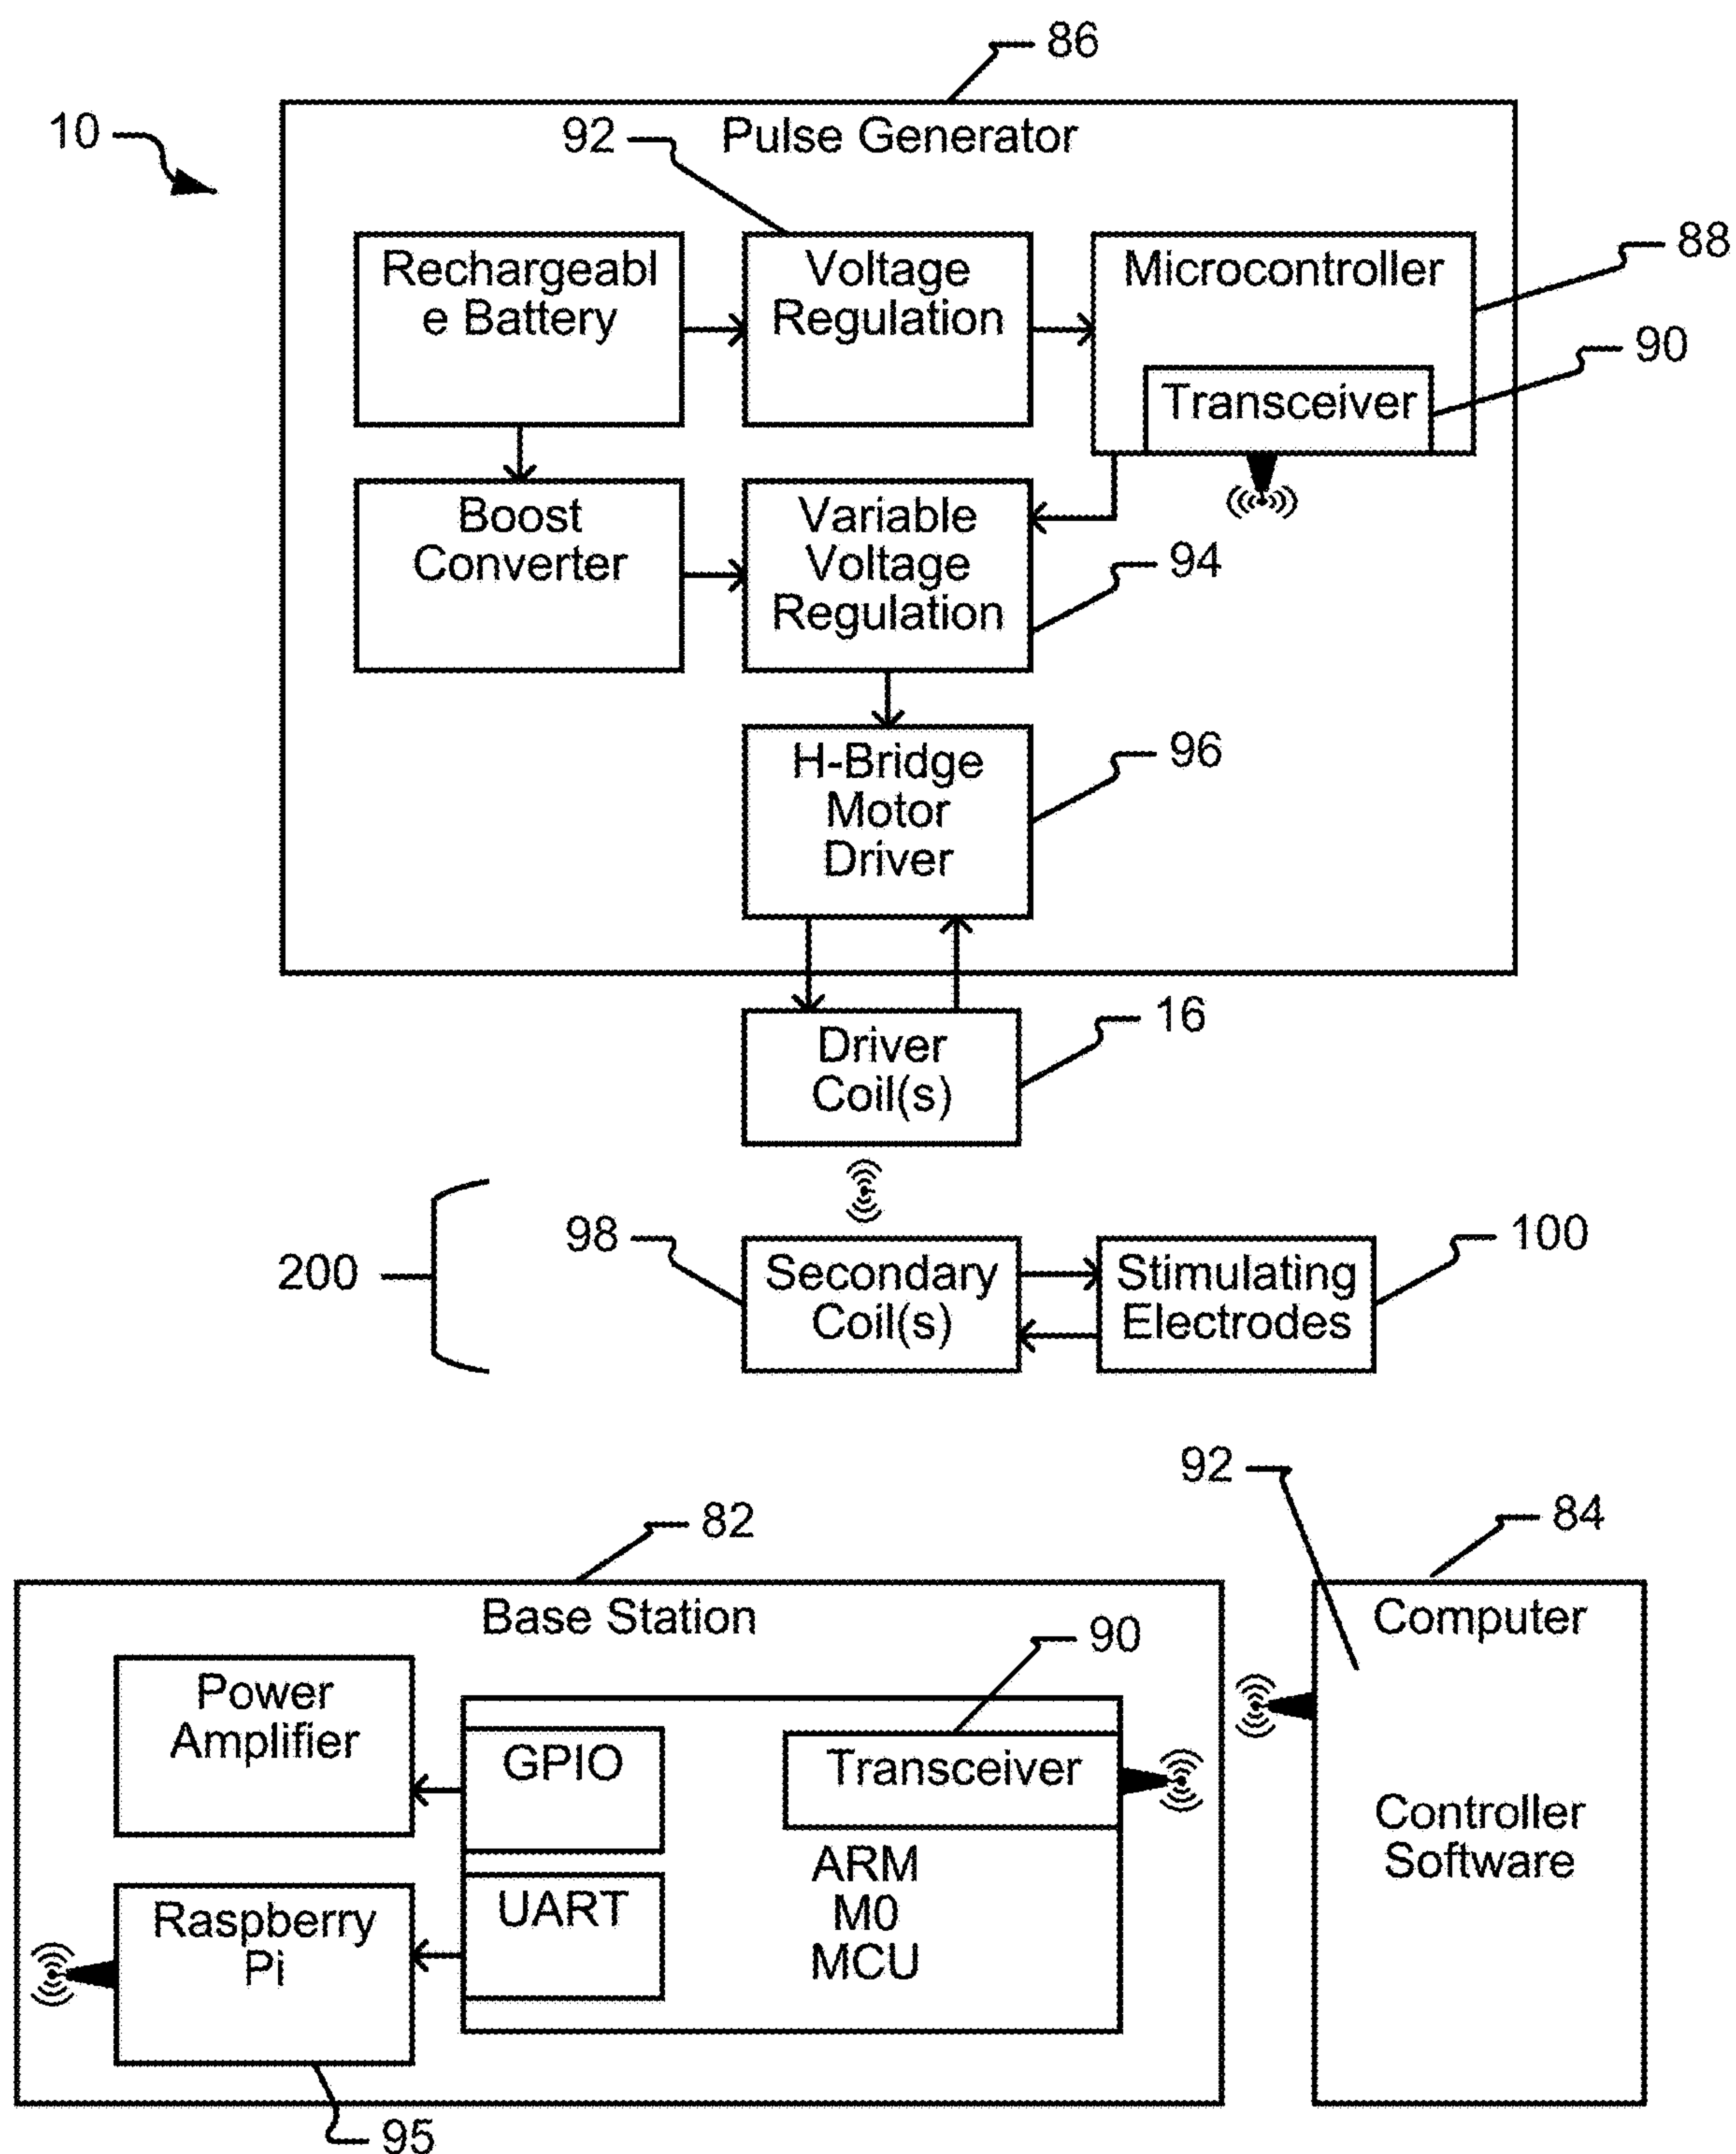 86
10
92
Pulse Generator
Rechargeabl
e Battery
Voltage
Regulation
Microcontroller
88
90
Transceiver
Boost
Converter
Variable
Voltage
Regulation
94
H-Bridge
Motor
Driver
96
Driver
Coil(s)
16
200
98
Secondary
Coil(s)
Stimulating
Electrodes
100
92
82
84
Base Station
Computer
90
Power
Amplifier
GPIO
Transceiver
Controller
Software
ARM
M0
MCU
UART
Raspberry
Pi
95